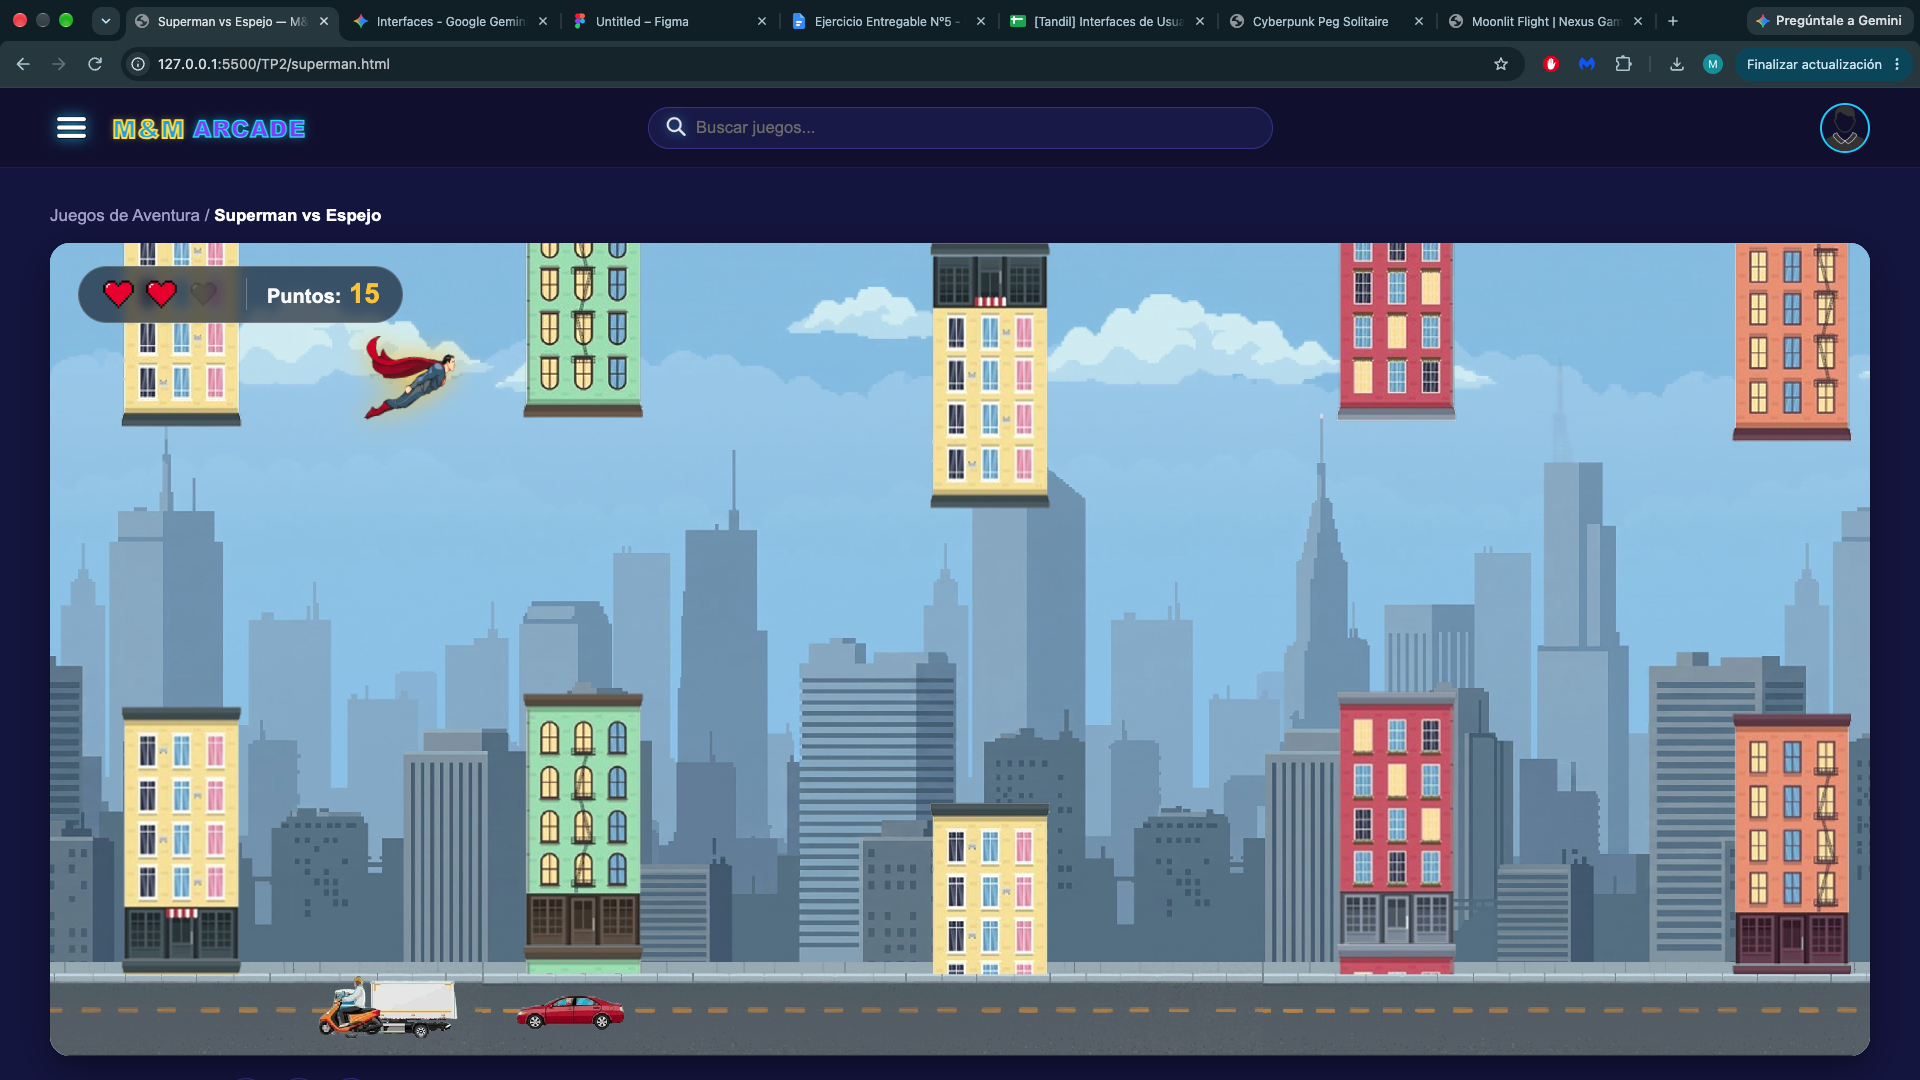 Superman vs Espejo — M&
Interfaces - Google Gemin
Untitled – Figma
Ejercicio Entregable N°5 -
[Tandil] Interfaces de Usua
Cyberpunk Peg Solitaire
Moonlit Flight | Nexus Gam
Pregúntale a Gemini
127.0.0.1:5500/TP2/superman.html
M
Finalizar actualización
M&M ARCADE
Buscar juegos...
Juegos de Aventura / Superman vs Espejo
Puntos: 15